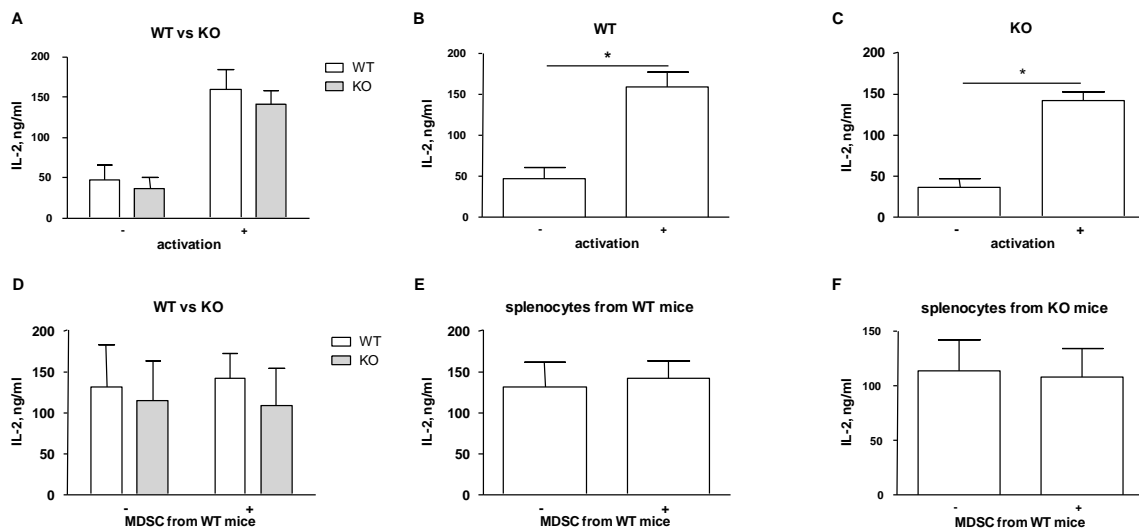 A
WT vs KO
200
150
100
50
0
IL-2, ng/ml
- +
activation
WT
KO
B
WT
*
200
150
100
50
0
IL-2, ng/ml
- +
activation
C
KO
*
200
150
100
50
0
IL-2, ng/ml
- +
activation
D
WT vs KO
200
150
100
50
0
IL-2, ng/ml
- +
MDSC from WT mice
WT
KO
E
splenocytes from WT mice
200
150
100
50
0
IL-2, ng/ml
- +
MDSC from WT mice
F
splenocytes from KO mice
150
100
50
0
IL-2, ng/ml
- +
MDSC from WT mice